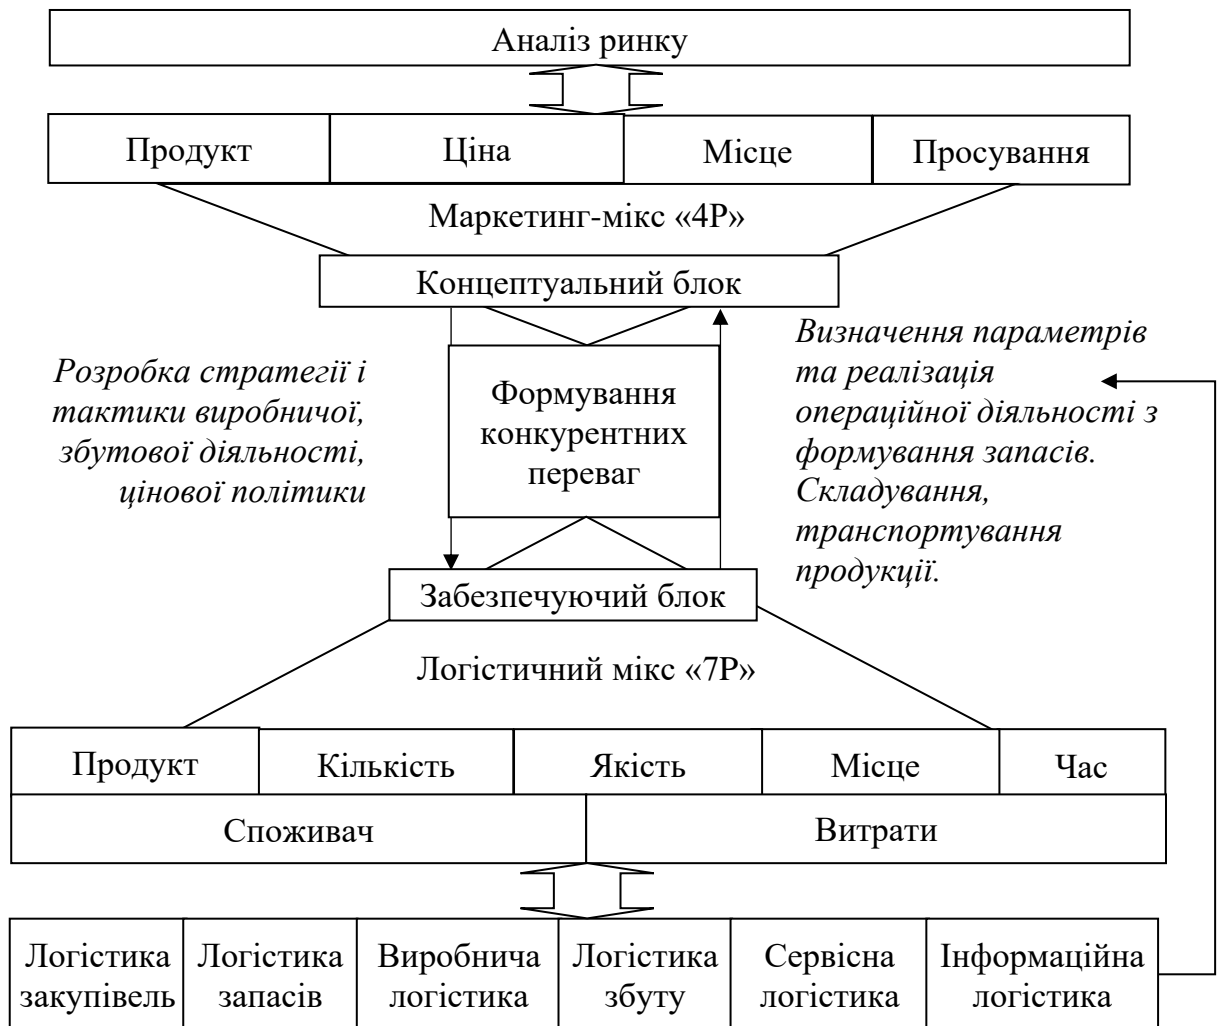 Аналіз ринку
Продукт
Ціна
Місце
Просування
Маркетинг-мікс «4Р»
Концептуальний блок
Розробка стратегії і
тактики виробничої,
збутової діяльності,
цінової політики
Формування
конкурентних
переваг
Визначення параметрів
та реалізація
операційної діяльності з
формування запасів.
Складування,
транспортування
продукції.
Забезпечуючий блок
Логістичний мікс «7Р»
Продукт
Кількість
Якість
Місце
Час
Споживач
Витрати
Логістика
закупівель
Логістика
запасів
Виробнича
логістика
Логістика
збуту
Сервісна
логістика
Інформаційна
логістика